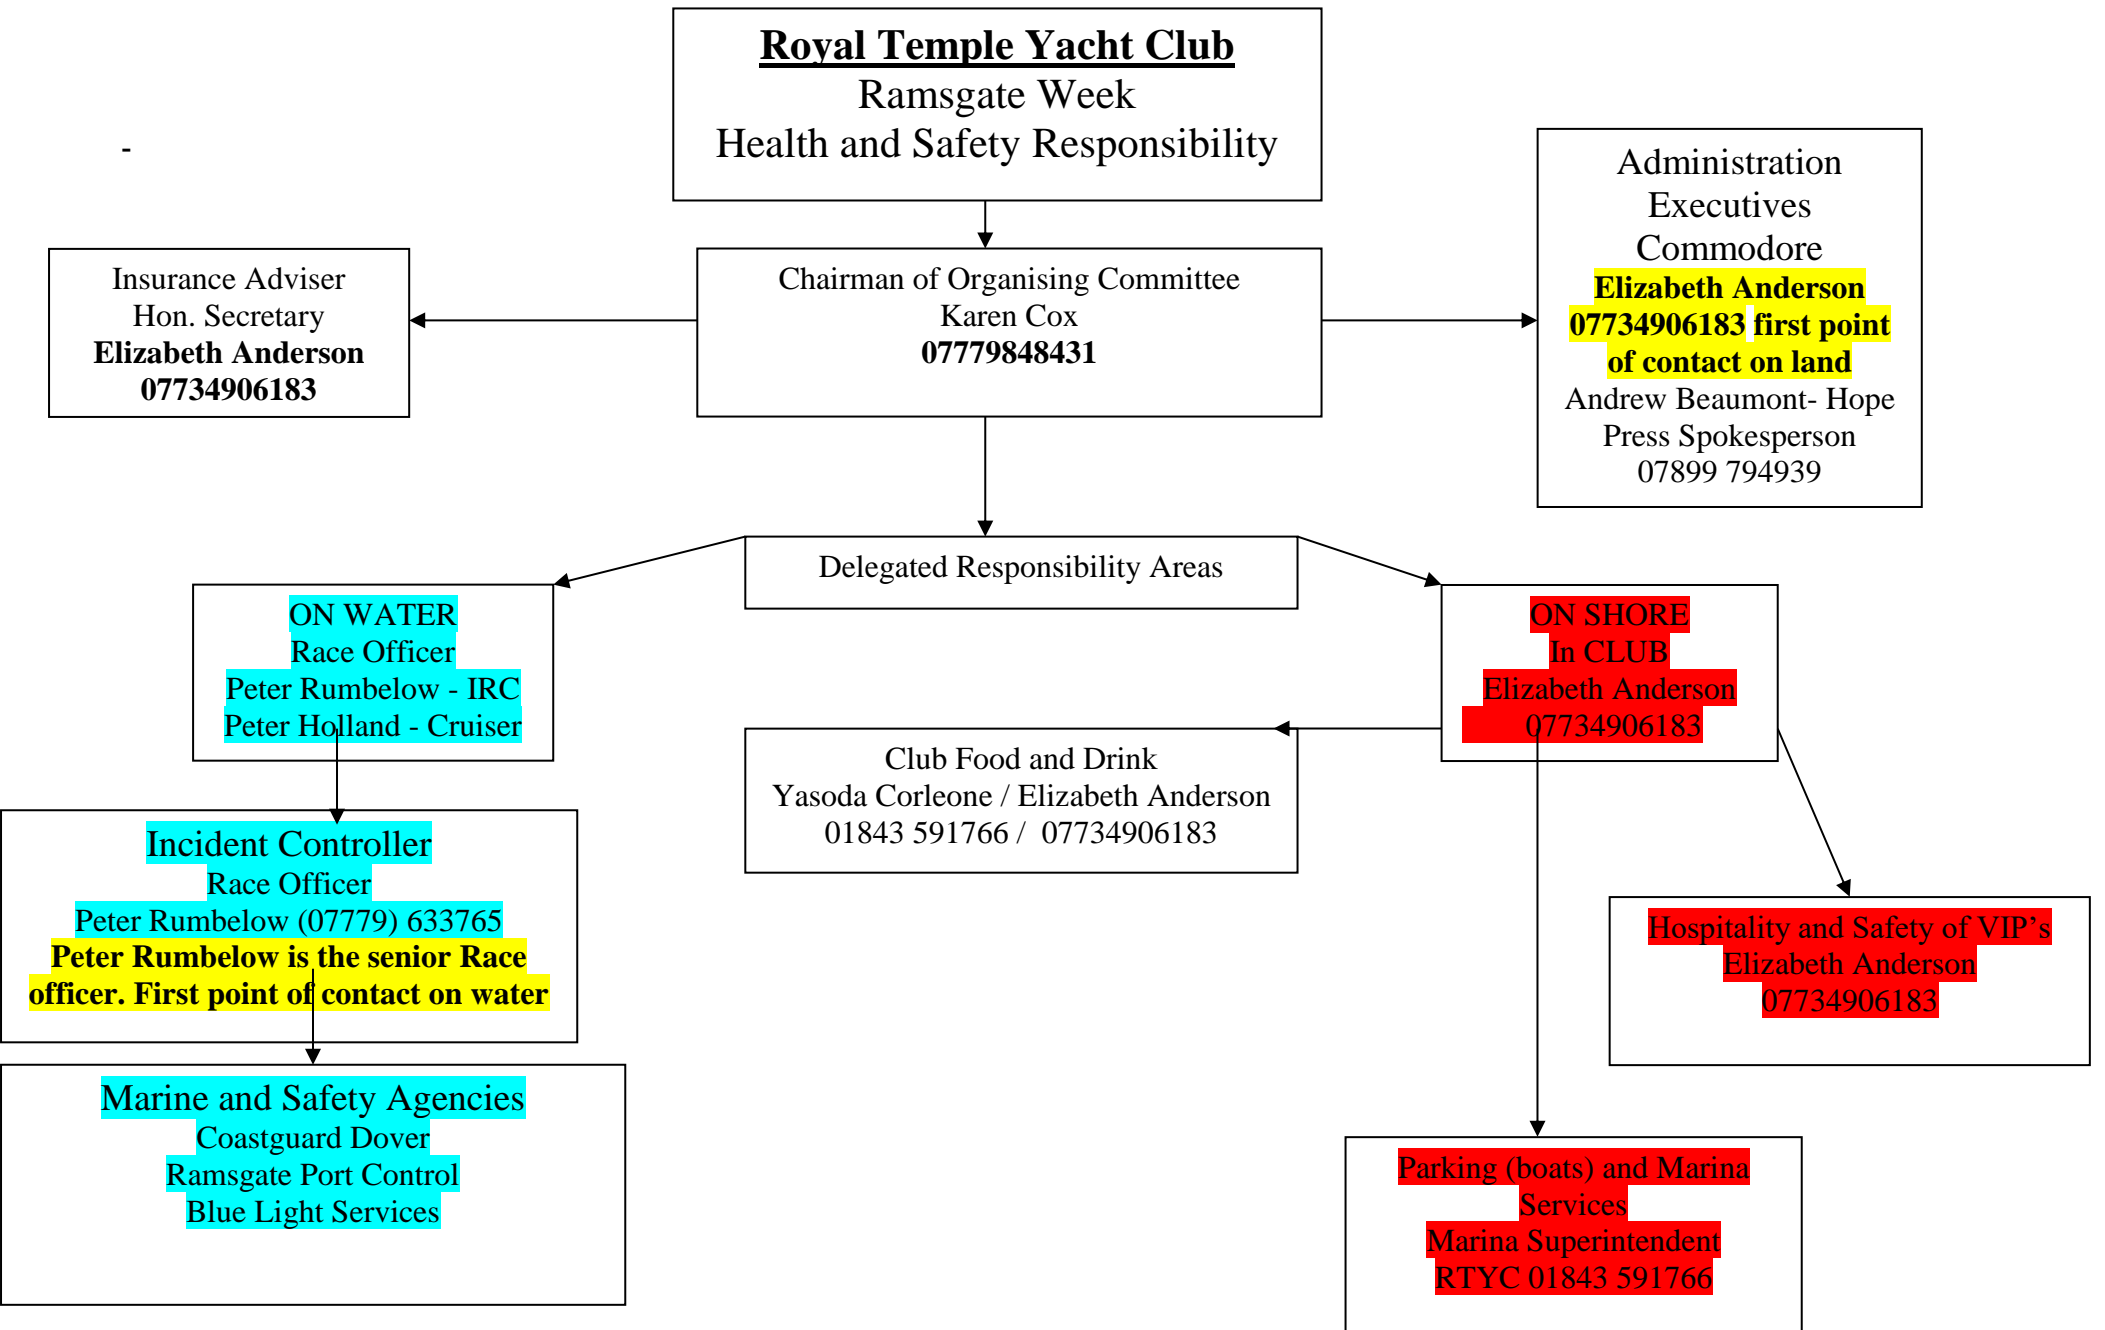 Royal Temple Yacht Club
Ramsgate Week
Health and Safety Responsibility
-
Administration
Executives
Commodore
Elizabeth Anderson
07734906183 first point
of contact on land
Andrew Beaumont- Hope
Press Spokesperson
07899 794939
Insurance Adviser
Hon. Secretary
Elizabeth Anderson
07734906183
Chairman of Organising Committee
Karen Cox
07779848431
Delegated Responsibility Areas
ON WATER
Race Officer
Peter Rumbelow - IRC
Peter Holland - Cruiser
ON SHORE
In CLUB
Elizabeth Anderson
07734906183
Club Food and Drink
Yasoda Corleone / Elizabeth Anderson
01843 591766 / 07734906183
Incident Controller
Race Officer
Peter Rumbelow (07779) 633765
Peter Rumbelow is the senior Race
officer. First point of contact on water
Hospitality and Safety of VIP’s
Elizabeth Anderson
07734906183
Marine and Safety Agencies
Coastguard Dover
Ramsgate Port Control
Blue Light Services
Parking (boats) and Marina
Services
Marina Superintendent
RTYC 01843 591766